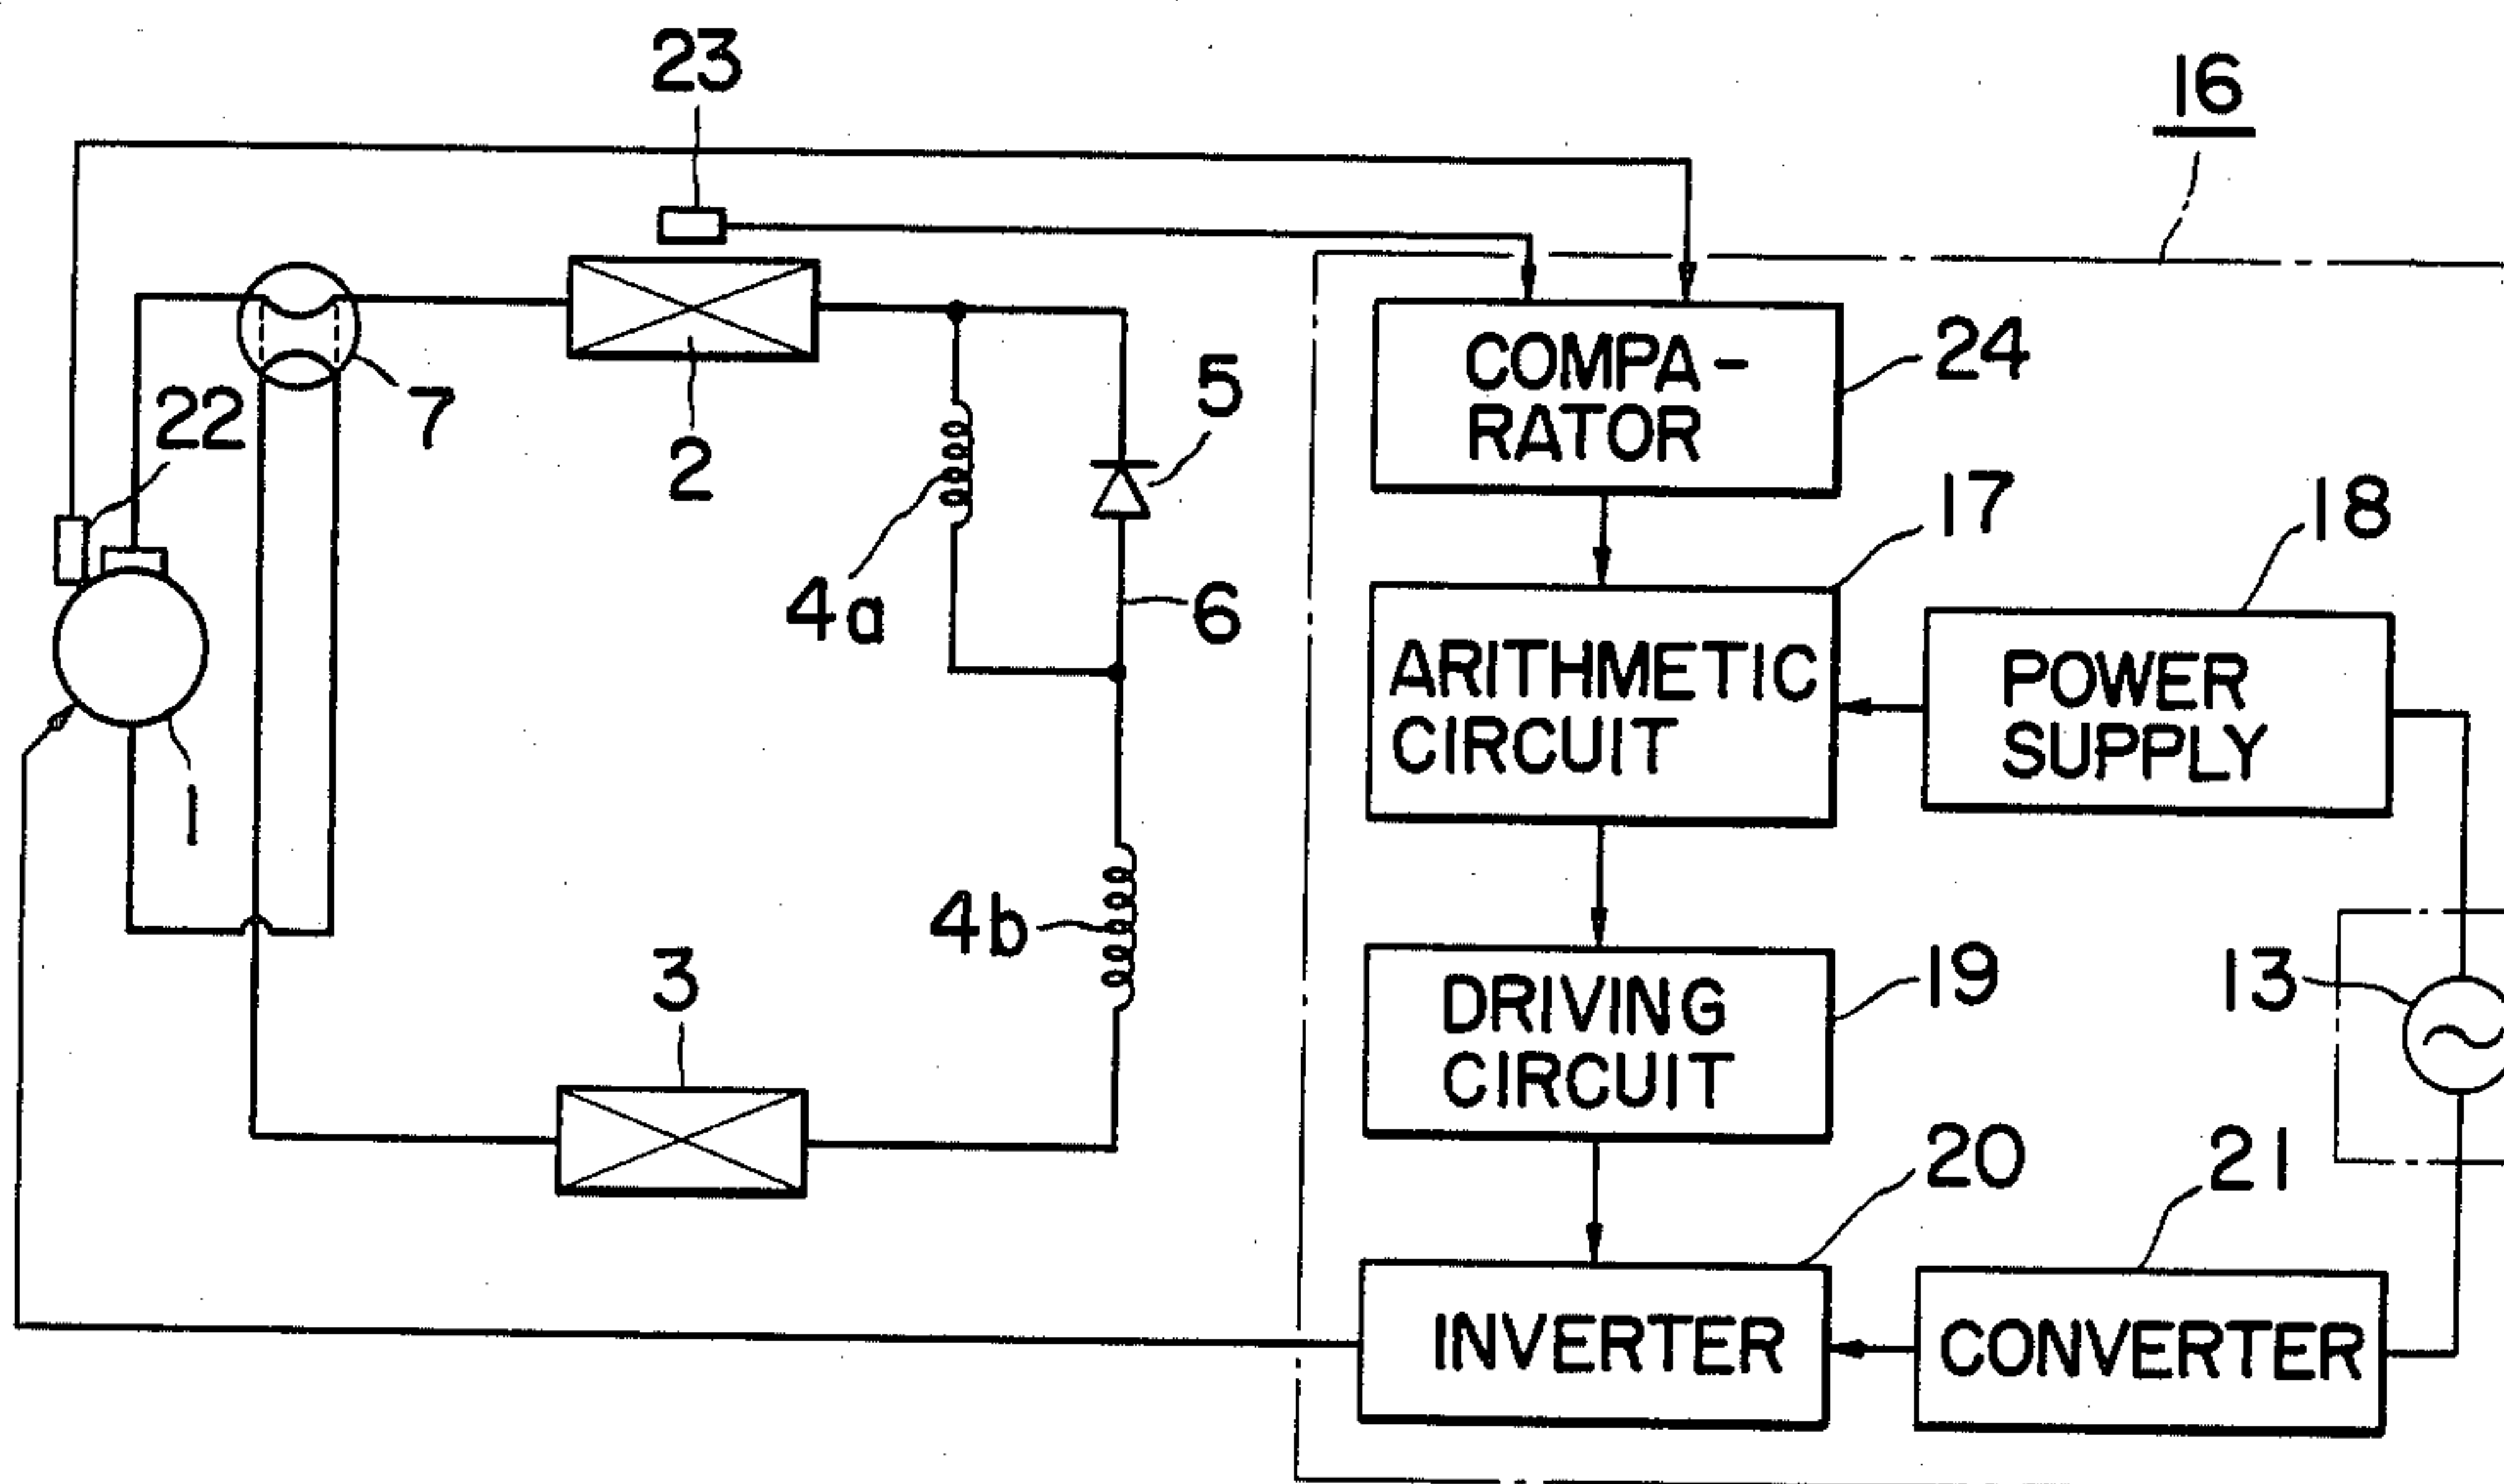 23
16
COMPA-
RATOR
24
22
7
2
5
17
18
4a
6
ARITHMETIC
CIRCUIT
POWER
SUPPLY
1
4b
3
DRIVING
CIRCUIT
19
13
20
21
INVERTER
CONVERTER